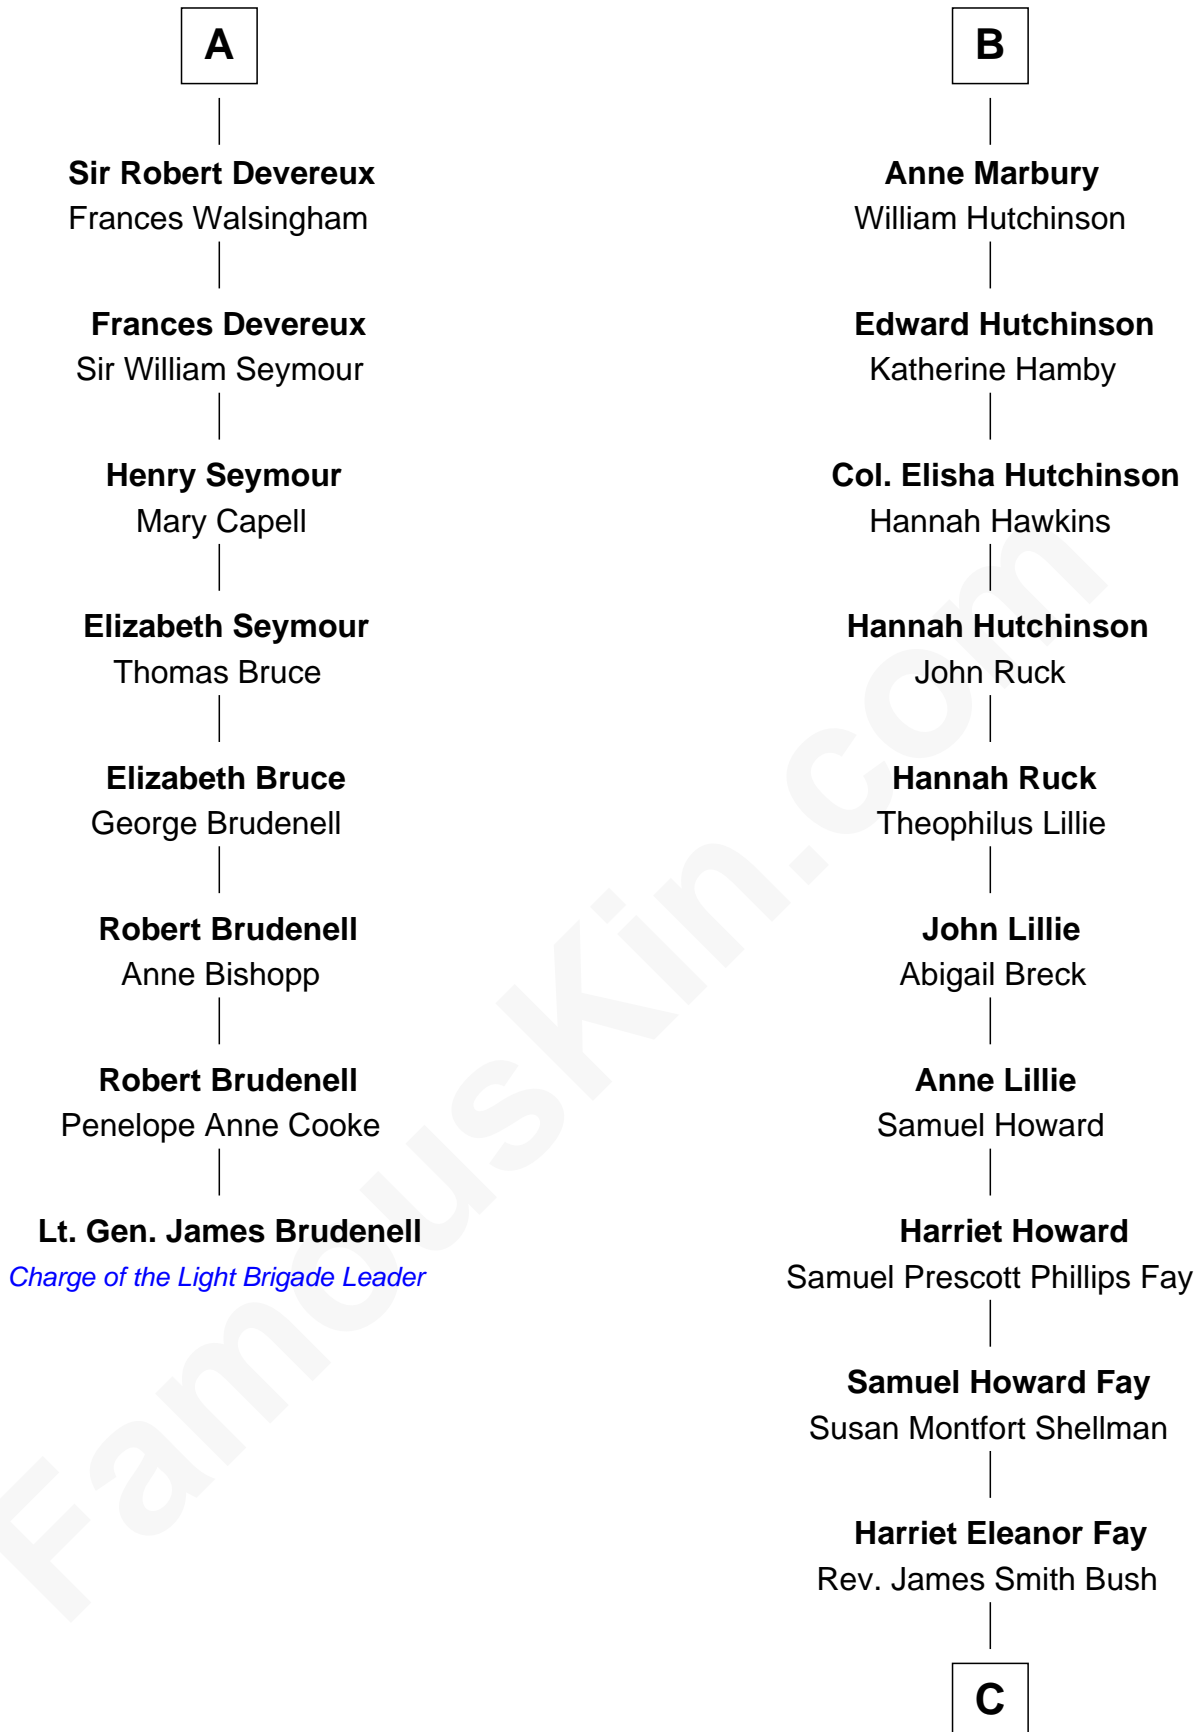 A
Sir Robert Devereux
Frances Walsingham
Frances Devereux
Sir William Seymour
Henry Seymour
Mary Capell
Elizabeth Seymour
Thomas Bruce
Elizabeth Bruce
George Brudenell
Robert Brudenell
Anne Bishopp
Robert Brudenell
Penelope Anne Cooke
Lt. Gen. James Brudenell
Charge of the Light Brigade Leader
B
Anne Marbury
William Hutchinson
Edward Hutchinson
Katherine Hamby
Col. Elisha Hutchinson
Hannah Hawkins
Hannah Hutchinson
John Ruck
Hannah Ruck
Theophilus Lillie
John Lillie
Abigail Breck
Anne Lillie
Samuel Howard
Harriet Howard
Samuel Prescott Phillips Fay
Samuel Howard Fay
Susan Montfort Shellman
Harriet Eleanor Fay
Rev. James Smith Bush
C
FamousKin.com